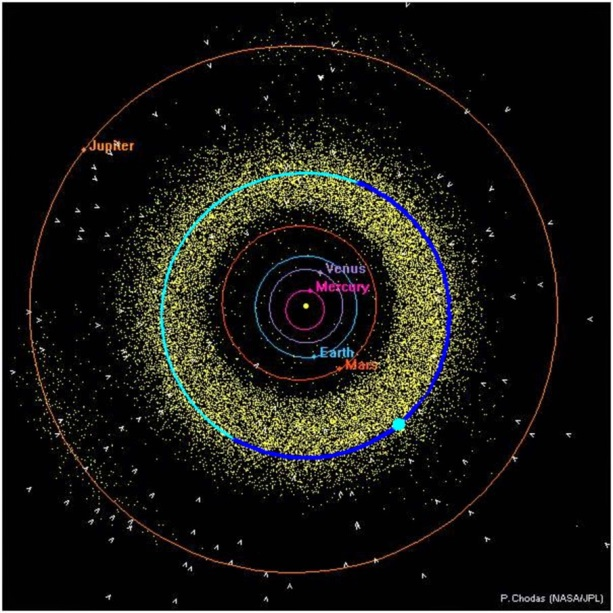 Jupiter
Venus
Mercury
Earth
Mars
P. Chodas (NASA/JPL)